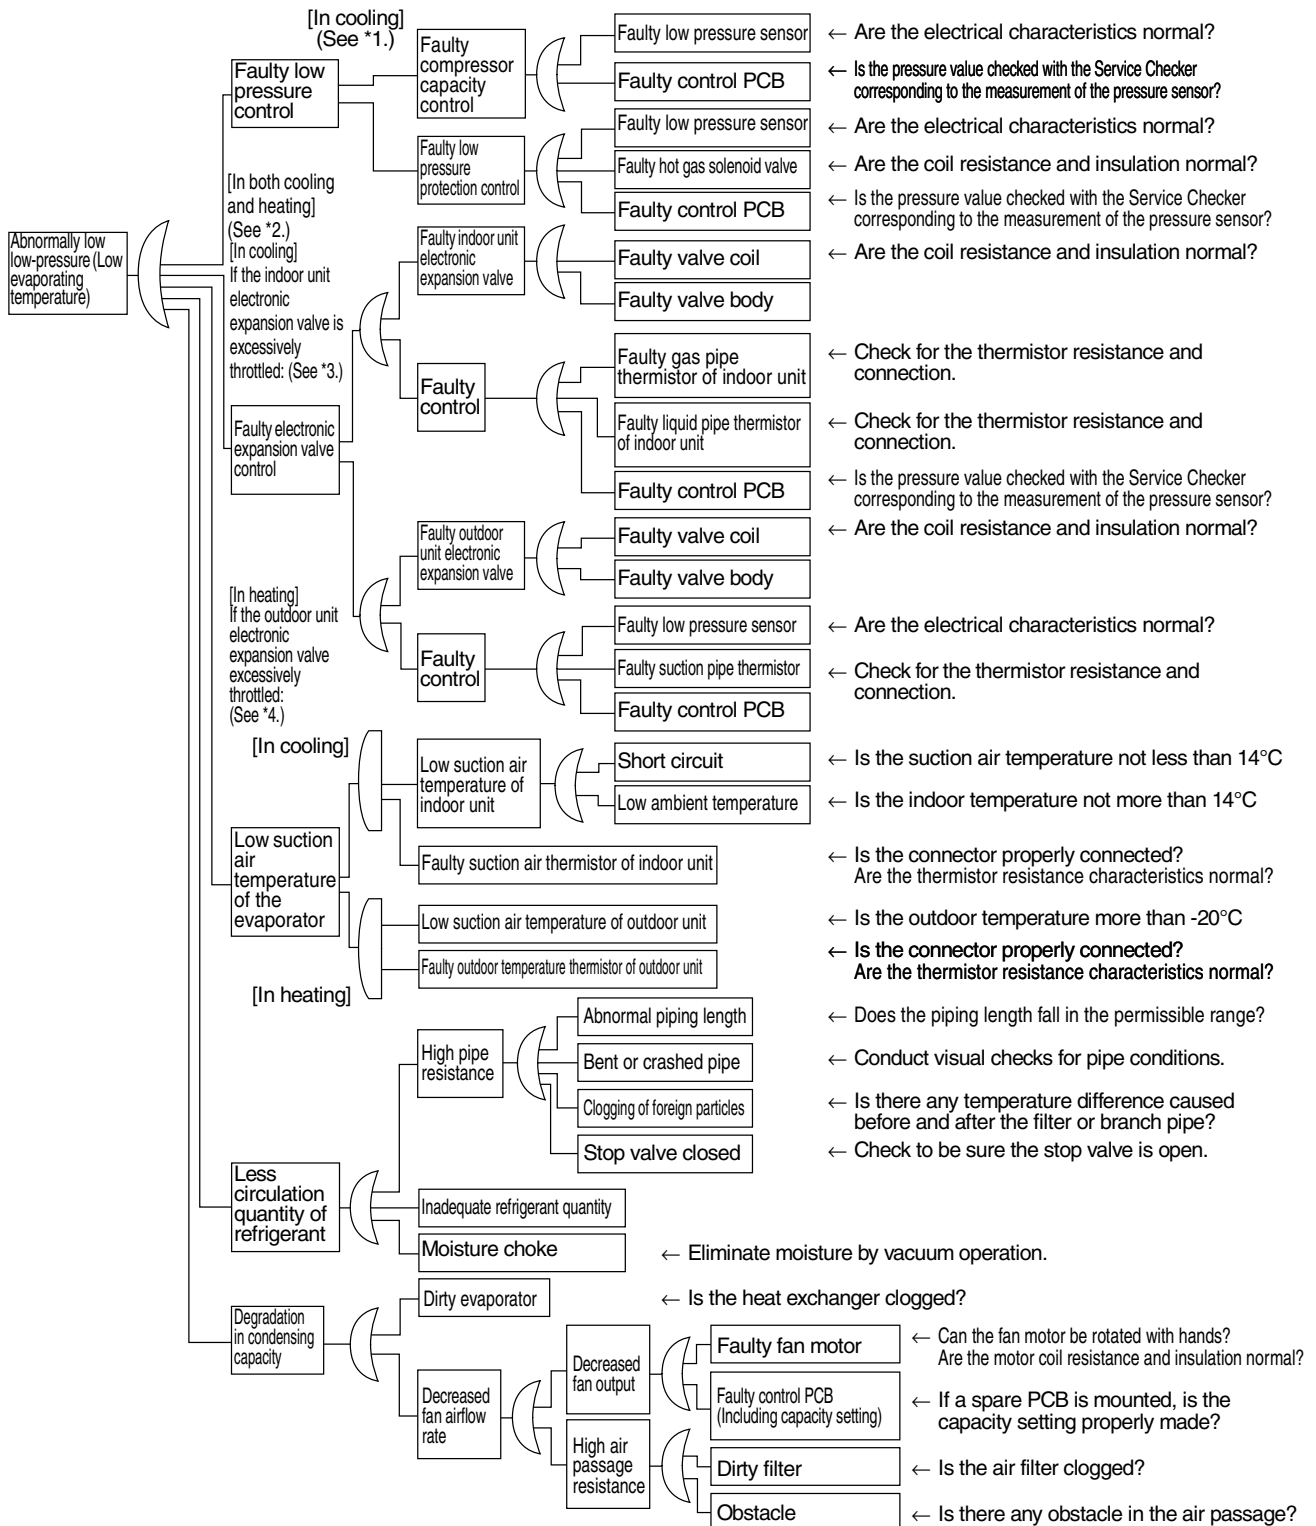 [In cooling]
(See *1.)
Faulty low
pressure
control
Faulty
compressor
capacity
control
Faulty low pressure sensor
← Are the electrical characteristics normal?
Faulty control PCB
← Is the pressure value checked with the Service Checker
corresponding to the measurement of the pressure sensor?
Faulty low
pressure
protection control
Faulty low pressure sensor
← Are the electrical characteristics normal?
Faulty hot gas solenoid valve
← Are the coil resistance and insulation normal?
Faulty control PCB
← Is the pressure value checked with the Service Checker
corresponding to the measurement of the pressure sensor?
[In both cooling
and heating]
(See *2.)
Abnormally low
low-pressure (Low
evaporating
temperature)
[In cooling]
If the indoor unit
electronic
expansion valve is
excessively
throttled: (See *3.)
Faulty indoor unit
electronic
expansion valve
Faulty valve coil
← Are the coil resistance and insulation normal?
Faulty valve body
Faulty
control
Faulty gas pipe
thermistor of indoor unit
← Check for the thermistor resistance and
connection.
Faulty liquid pipe thermistor
of indoor unit
← Check for the thermistor resistance and
connection.
Faulty control PCB
← Is the pressure value checked with the Service Checker
corresponding to the measurement of the pressure sensor?
Faulty electronic
expansion valve
control
Faulty outdoor
unit electronic
expansion valve
Faulty valve coil
← Are the coil resistance and insulation normal?
Faulty valve body
[In heating]
If the outdoor unit
electronic
expansion valve
excessively
throttled:
(See *4.)
Faulty
control
Faulty low pressure sensor
← Are the electrical characteristics normal?
Faulty suction pipe thermistor
← Check for the thermistor resistance and
connection.
Faulty control PCB
[In cooling]
Low suction air
temperature of
indoor unit
Short circuit
← Is the suction air temperature not less than 14°C
Low ambient temperature
← Is the indoor temperature not more than 14°C
Low suction
air
temperature
of the
evaporator
Faulty suction air thermistor of indoor unit
← Is the connector properly connected?
Are the thermistor resistance characteristics normal?
Low suction air temperature of outdoor unit
← Is the outdoor temperature more than -20°C
Faulty outdoor temperature thermistor of outdoor unit
← Is the connector properly connected?
Are the thermistor resistance characteristics normal?
[In heating]
High pipe
resistance
Abnormal piping length
← Does the piping length fall in the permissible range?
Bent or crashed pipe
← Conduct visual checks for pipe conditions.
Clogging of foreign particles
← Is there any temperature difference caused
before and after the filter or branch pipe?
Stop valve closed
← Check to be sure the stop valve is open.
Less
circulation
quantity of
refrigerant
Inadequate refrigerant quantity
Moisture choke
← Eliminate moisture by vacuum operation.
Degradation
in condensing
capacity
Dirty evaporator
← Is the heat exchanger clogged?
Decreased
fan airflow
rate
Decreased
fan output
Faulty fan motor
← Can the fan motor be rotated with hands?
Are the motor coil resistance and insulation normal?
Faulty control PCB
(Including capacity setting)
← If a spare PCB is mounted, is the
capacity setting properly made?
High air
passage
resistance
Dirty filter
← Is the air filter clogged?
Obstacle
← Is there any obstacle in the air passage?